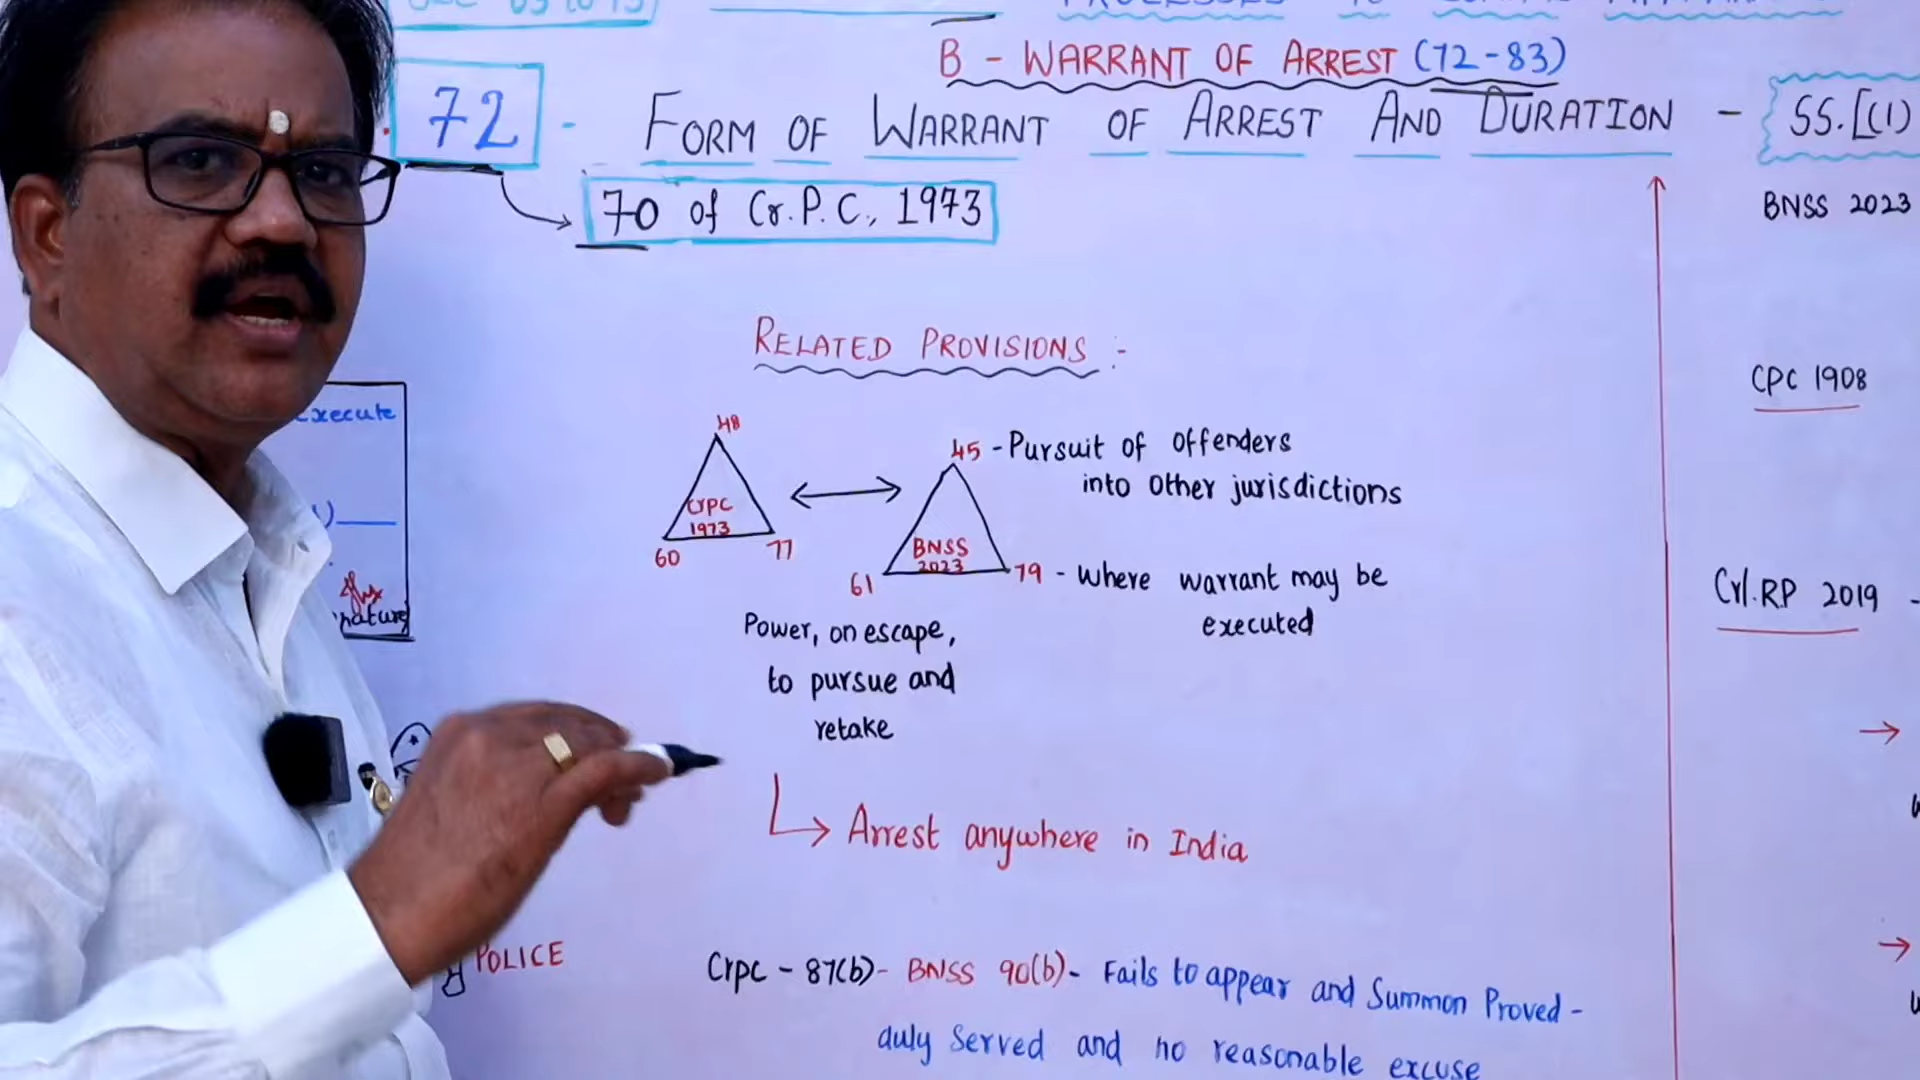 B - WARRANT OF ARREST (72-83)
72 - FORM OF WARRANT OF ARREST AND DURATION - SS.[(1)
70 of Cr.P.C., 1973
BNSS 2023
RELATED PROVISIONS :-
CPC 1908
48
CrPC
1973
60
77
45 - Pursuit of offenders
into other jurisdictions
BNSS
2023
61
79 - Where warrant may be
executed
Power, on escape,
to pursue and
retake
Execute
Crl.RP 2019 -
Arrest anywhere in India
POLICE
Crpc - 87(b)- BNSS 90(b)- Fails to appear and Summon Proved-
duly Served and no reasonable excuse